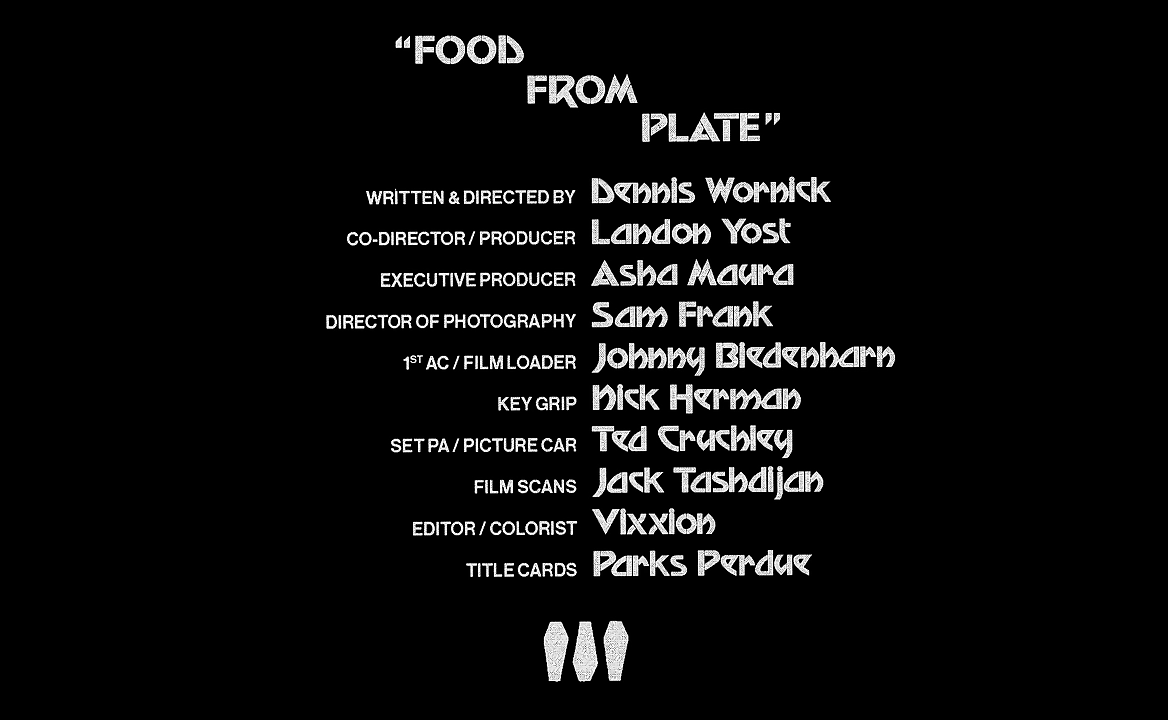 “FOOD
FROM
PLATE”
WRITTEN & DIRECTED BY Dennis Wornick
CO-DIRECTOR / PRODUCER Landon Yost
EXECUTIVE PRODUCER Asha Maura
DIRECTOR OF PHOTOGRAPHY Sam Frank
1ST AC / FILM LOADER Johnny Biedenharn
KEY GRIP Nick Herman
SET PA / PICTURE CAR Ted Cruchley
FILM SCANS Jack Tashdijan
EDITOR / COLORIST Vixxion
TITLE CARDS Parks Perdue